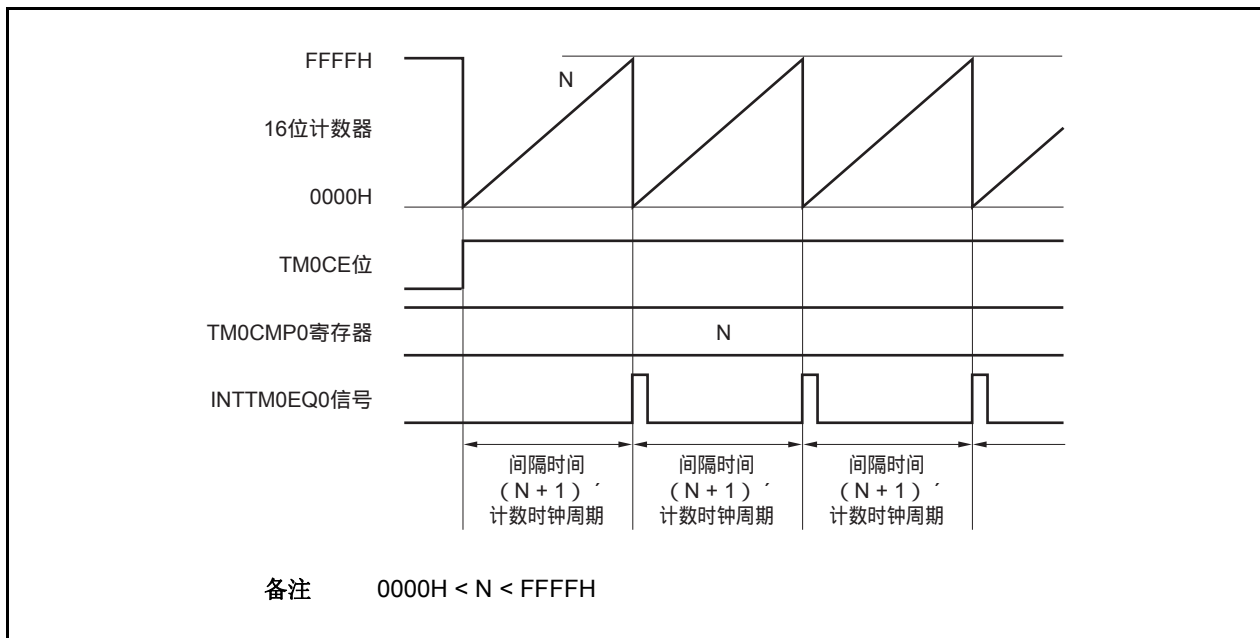 FFFFH
N
16位计数器
0000H
TM0CE位
TM0CMP0寄存器
N
INTTM0EQ0信号
间隔时间
（N + 1）´
计数时钟周期
间隔时间
（N + 1）´
计数时钟周期
间隔时间
（N + 1）´
计数时钟周期
备注 0000H < N < FFFFH